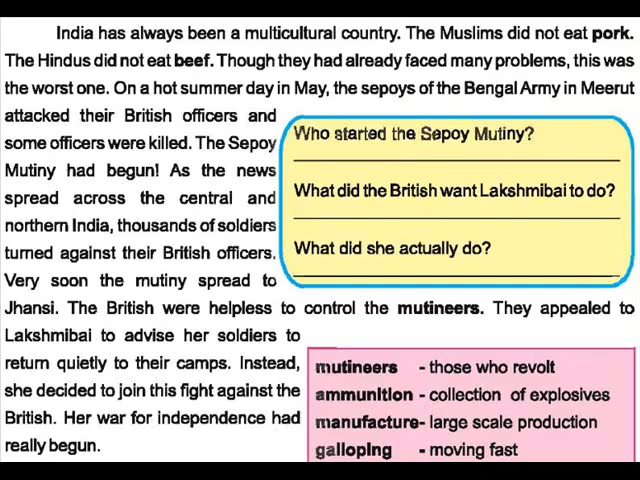 India has always been a multicultural country. The Muslims did not eat pork.
The Hindus did not eat beef. Though they had already faced many problems, this was
the worst one. On a hot summer day in May, the sepoys of the Bengal Army in Meerut
attacked their British officers and
some officers were killed. The Sepoy
Mutiny had begun! As the news
spread across the central and
northern India, thousands of soldiers
turned against their British officers.
Very soon the mutiny spread to
Who started the Sepoy Mutiny?
What did the British want Lakshmibai to do?
What did she actually do?
Jhansi. The British were helpless to control the mutineers. They appealed to
Lakshmibai to advise her soldiers to
return quietly to their camps. Instead,
she decided to join this fight against the
British. Her war for independence had
really begun.
mutineers - those who revolt
ammunition - collection of explosives
manufacture- large scale production
galloping - moving fast